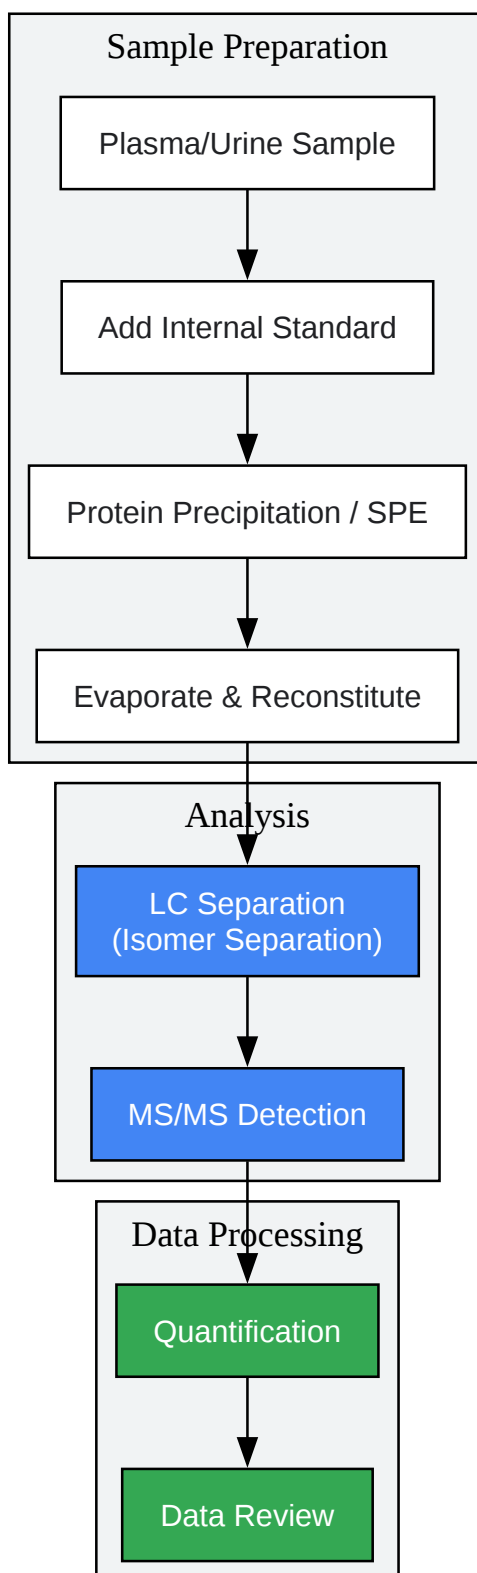 Sample Preparation
Plasma/Urine Sample
Add Internal Standard
Protein Precipitation / SPE
Evaporate & Reconstitute
Analysis
LC Separation
(Isomer Separation)
MS/MS Detection
Data Processing
Quantification
Data Review